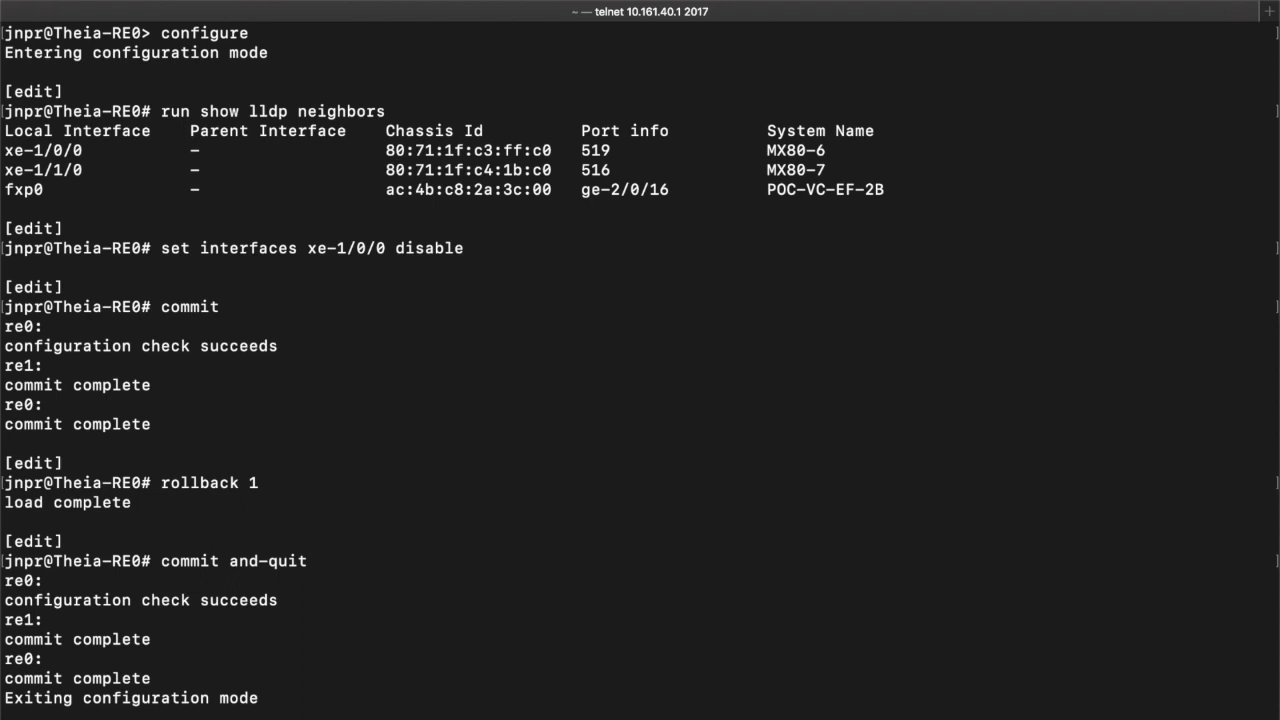 ~ — telnet 10.161.40.1 2017
jnpr@Theia-RE0> configure
Entering configuration mode
[edit]
jnpr@Theia-RE0# run show lldp neighbors
Local Interface    Parent Interface    Chassis Id          Port info          System Name
xe-1/0/0           -                   80:71:1f:c3:ff:c0   519                MX80-6
xe-1/1/0           -                   80:71:1f:c4:1b:c0   516                MX80-7
fxp0               -                   ac:4b:c8:2a:3c:00   ge-2/0/16          POC-VC-EF-2B
[edit]
jnpr@Theia-RE0# set interfaces xe-1/0/0 disable
[edit]
jnpr@Theia-RE0# commit
re0:
configuration check succeeds
re1:
commit complete
re0:
commit complete
[edit]
jnpr@Theia-RE0# rollback 1
load complete
[edit]
jnpr@Theia-RE0# commit and-quit
re0:
configuration check succeeds
re1:
commit complete
re0:
commit complete
Exiting configuration mode